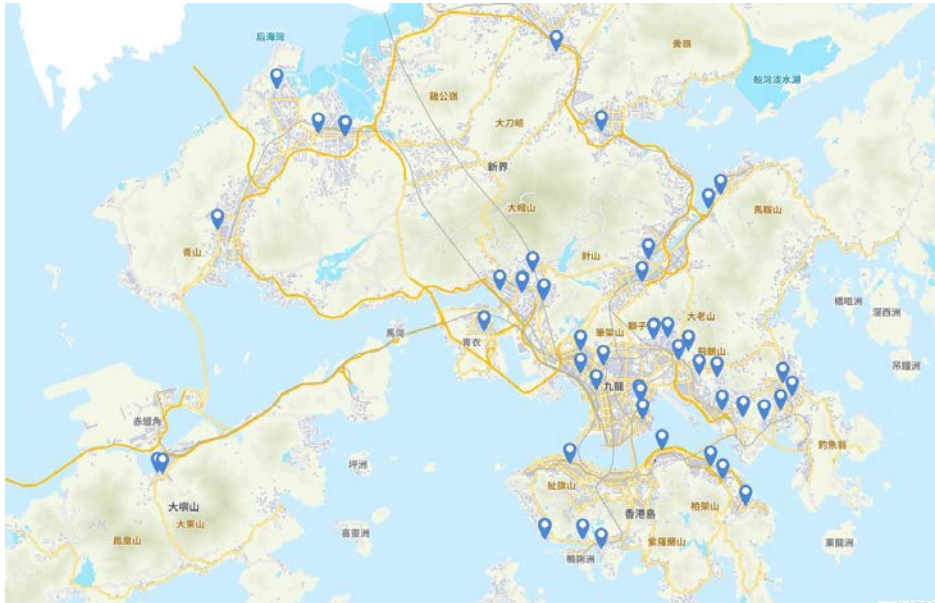 后海灣
黃嶺
船河淡水湖
雞公嶺
大刀屻
新界
大帽山
馬鞍山
針山
青山
橋咀洲
滘西洲
大老山
馬灣
青衣
筆架山
獅子
飛鵝山
吊鐘洲
九龍
赤鱲角
釣魚翁
坪洲
扯旗山
大嶼山
香港島
柏架山
大東山
鳳凰山
喜靈洲
鴨脷洲
紫羅蘭山
東龍洲